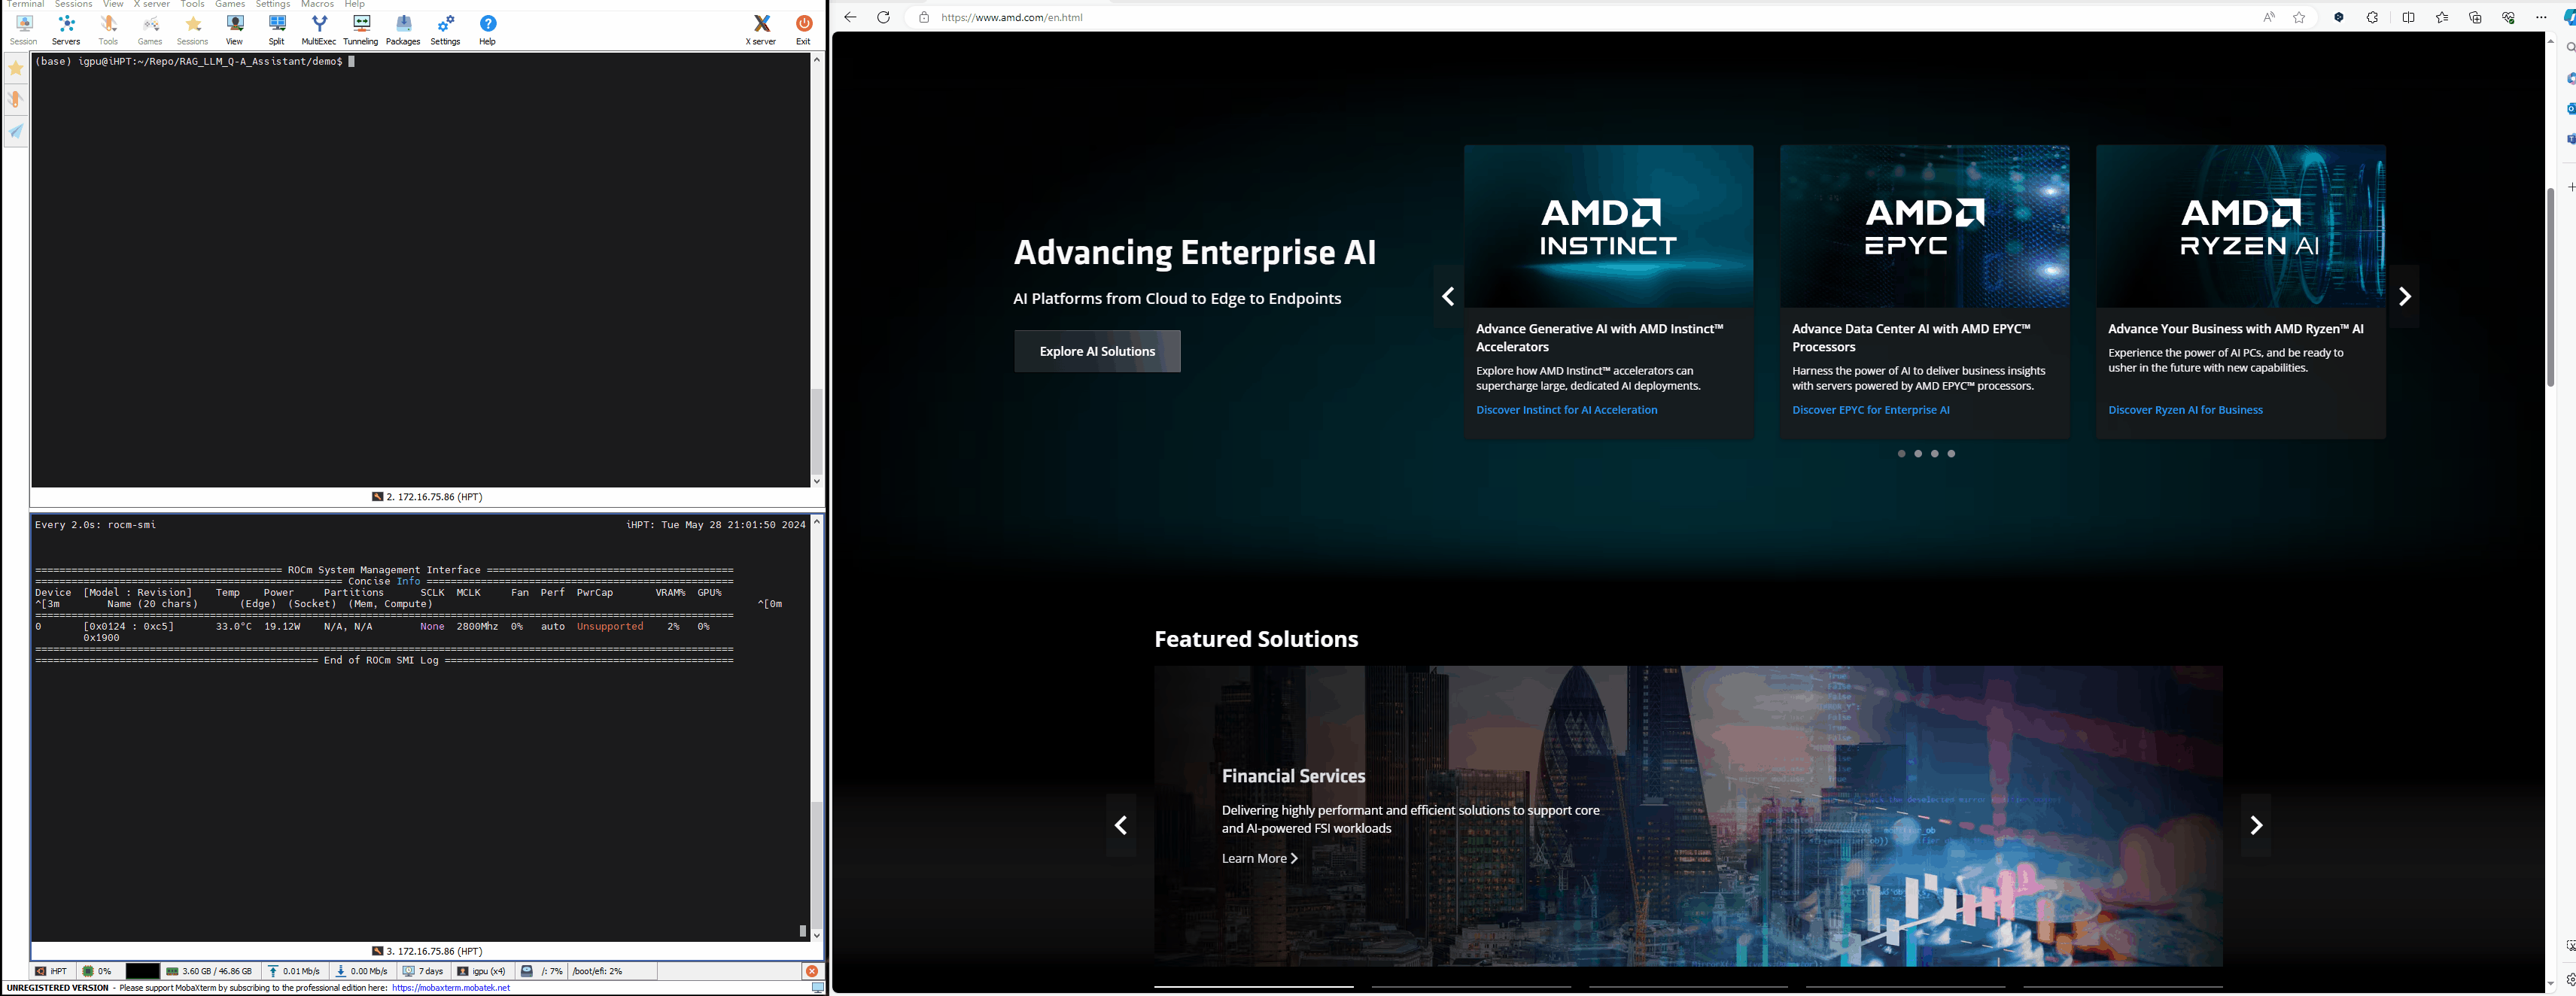 Terminal Sessions View X server Tools Games Settings Macros Help
Session Servers Tools Games Sessions View Split MultiExec Tunneling Packages Settings Help X server Exit
(base) igpu@iHPT:~/Repo/RAG_LLM_Q-A_Assistant/demo$
2. 172.16.75.86 (HPT)
Every 2.0s: rocm-smi iHPT: Tue May 28 21:01:50 2024
========================================= ROCm System Management Interface =========================================
=================================================== Concise Info ===================================================
Device [Model : Revision] Temp Power Partitions SCLK MCLK Fan Perf PwrCap VRAM% GPU%
^[3m Name (20 chars) (Edge) (Socket) (Mem, Compute) ^[0m
====================================================================================================================
0 [0x0124 : 0xc5] 33.0°C 19.12W N/A, N/A None 2800Mhz 0% auto Unsupported 2% 0%
0x1900
====================================================================================================================
=============================================== End of ROCm SMI Log ================================================
3. 172.16.75.86 (HPT)
iHPT 0% 3.60 GB / 46.86 GB 0.01 Mb/s 0.00 Mb/s 7 days igpu (x4) /: 7% /boot/efi: 2%
UNREGISTERED VERSION - Please support MobaXterm by subscribing to the professional edition here: https://mobaxterm.mobatek.net
https://www.amd.com/en.html
Advancing Enterprise AI
AI Platforms from Cloud to Edge to Endpoints
Explore AI Solutions
AMD
INSTINCT
Advance Generative AI with AMD Instinct™
Accelerators
Explore how AMD Instinct™ accelerators can
supercharge large, dedicated AI deployments.
Discover Instinct for AI Acceleration
AMD
EPYC
Advance Data Center AI with AMD EPYC™
Processors
Harness the power of AI to deliver business insights
with servers powered by AMD EPYC™ processors.
Discover EPYC for Enterprise AI
AMD
RYZEN AI
Advance Your Business with AMD Ryzen™ AI
Experience the power of AI PCs, and be ready to
usher in the future with new capabilities.
Discover Ryzen AI for Business
Featured Solutions
Financial Services
Delivering highly performant and efficient solutions to support core
and AI-powered FSI workloads
Learn More